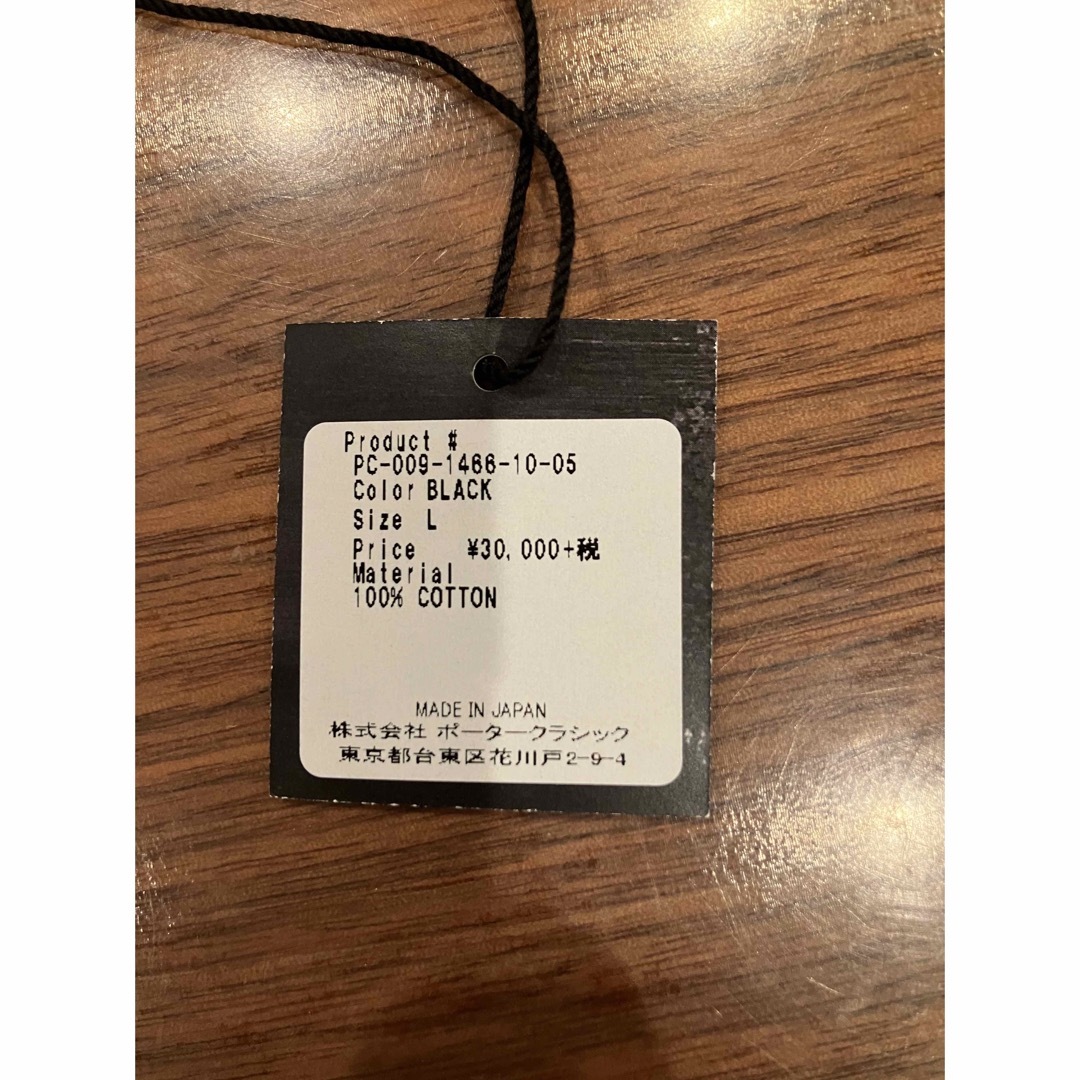 Product #
PC-009-1466-10-05
Color BLACK
Size L
Price ¥30,000+税
Material
100% COTTON
MADE IN JAPAN
株式会社 ポータークラシック
東京都台東区花川戸2-9-4